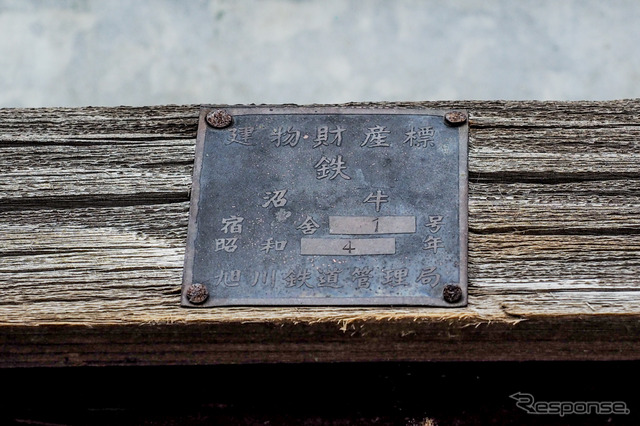 建物財産標
鉄
沼牛
宿舎 1 号
昭和 4 年
旭川鉄道管理局
Response.